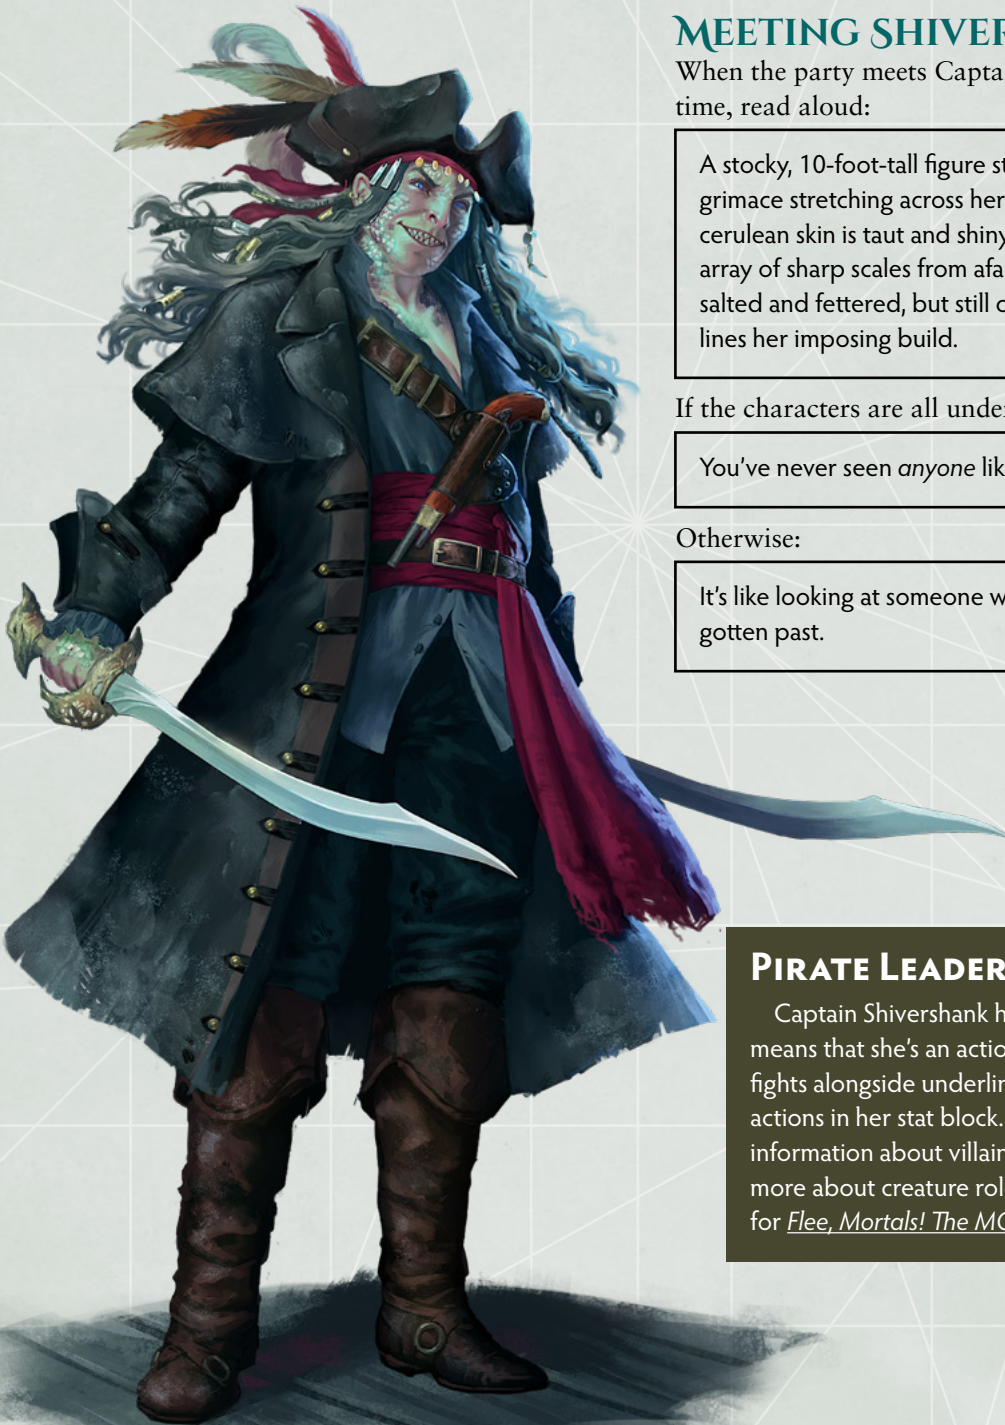 MEETING SHIVER
When the party meets Capta
time, read aloud:
A stocky, 10-foot-tall figure st
grimace stretching across her
cerulean skin is taut and shiny
array of sharp scales from afa
salted and fettered, but still c
lines her imposing build.
If the characters are all unde
You’ve never seen anyone lik
Otherwise:
It’s like looking at someone w
gotten past.
PIRATE LEADER
Captain Shivershank h
means that she’s an actio
fights alongside underlin
actions in her stat block.
information about villain
more about creature rol
for Flee, Mortals! The MC